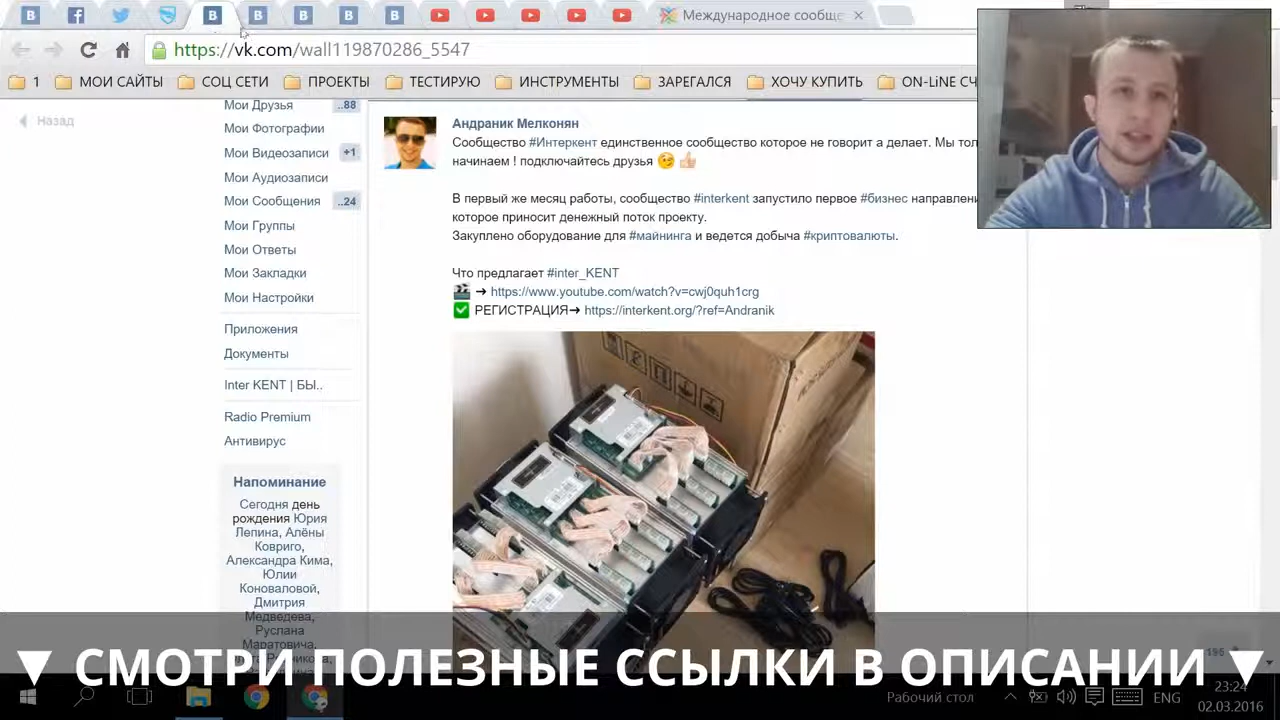 Международное сообщ
https://vk.com/wall119870286_5547
1
МОИ САЙТЫ
СОЦ СЕТИ
ПРОЕКТЫ
ТЕСТИРУЮ
ИНСТРУМЕНТЫ
ЗАРЕГАЛСЯ
ХОЧУ КУПИТЬ
ON-LiNE СЧ
Назад
Мои Друзья ..88
Мои Фотографии
Мои Видеозаписи +1
Мои Аудиозаписи
Мои Сообщения ..24
Мои Группы
Мои Ответы
Мои Закладки
Мои Настройки
Приложения
Документы
Inter KENT | БЫ..
Radio Premium
Антивирус
Напоминание
Сегодня день
рождения Юрия
Лепина, Алёны
Ковриго,
Александра Кима,
Юлии
Коноваловой,
Дмитрия
Медведева,
Руслана
Маратовича,
Андраник Мелконян
Сообщество #Интеркент единственное сообщество которое не говорит а делает. Мы тол
начинаем ! подключайтесь друзья
В первый же месяц работы, сообщество #interkent запустило первое #бизнес направлени
которое приносит денежный поток проекту.
Закуплено оборудование для #майнинга и ведется добыча #криптовалюты.
Что предлагает #inter_KENT
➜ https://www.youtube.com/watch?v=cwj0quh1crg
РЕГИСТРАЦИЯ➜ https://interkent.org/?ref=Andranik
▼ СМОТРИ ПОЛЕЗНЫЕ ССЫЛКИ В ОПИСАНИИ ▼
Рабочий стол
ENG
23:24
02.03.2016